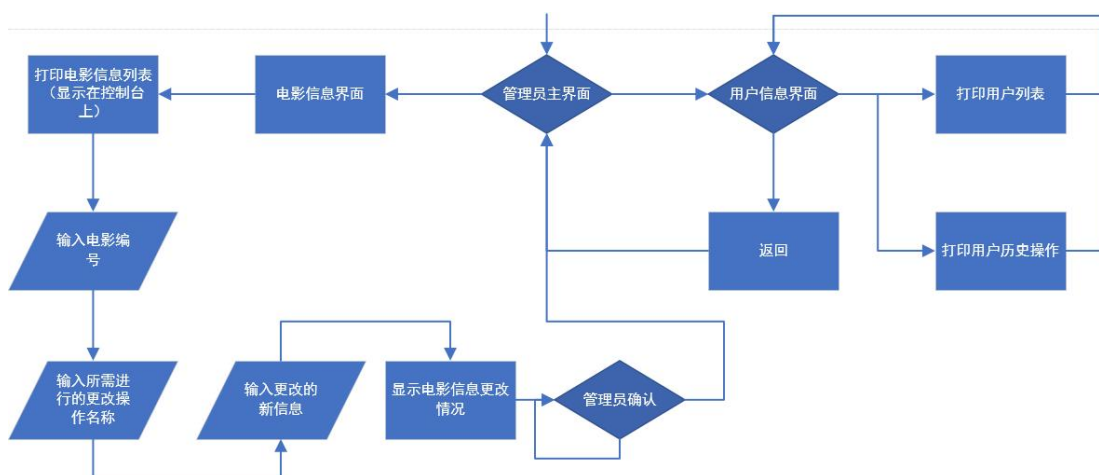 打印电影信息列表
（显示在控制台
上）
电影信息界面
管理员主界面
用户信息界面
打印用户列表
输入电影编
号
返回
打印用户历史操作
输入所需进
行的更改操
作名称
输入更改的
新信息
显示电影信息更改
情况
管理员确认